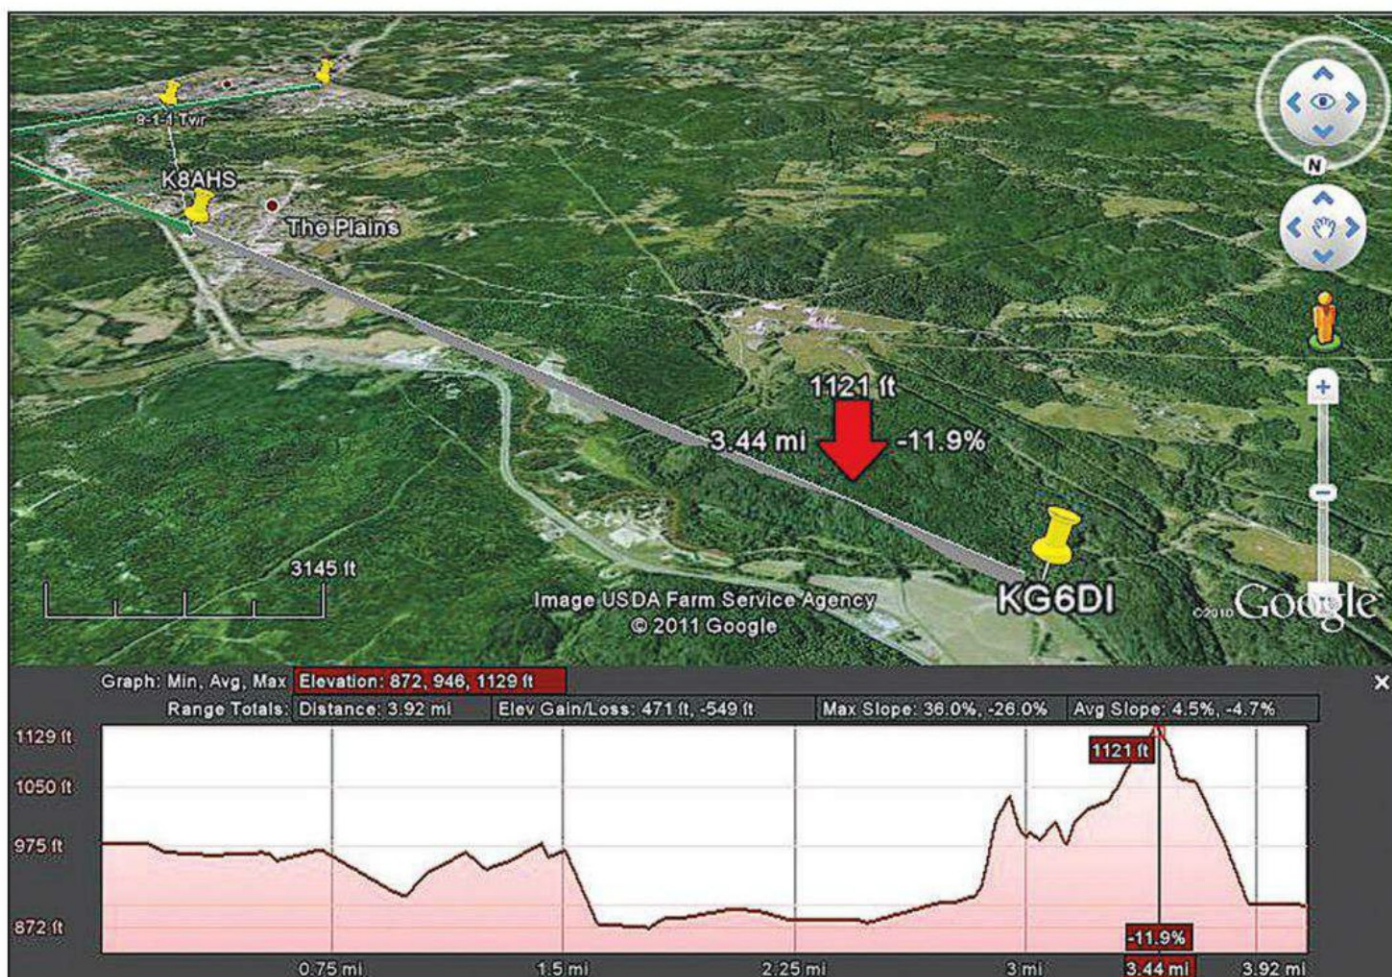 9-1-1 Twr
K8AHS
The Plains
N
1121 ft
3.44 mi
-11.9%
3145 ft
Image USDA Farm Service Agency
© 2011 Google
KG6DI
©2010 Google
Graph: Min, Avg, Max Elevation: 872, 946, 1129 ft
Range Totals: Distance: 3.92 mi Elev Gain/Loss: 471 ft, -549 ft Max Slope: 36.0%, -26.0% Avg Slope: 4.5%, -4.7%
1129 ft
1121 ft
1050 ft
975 ft
872 ft
-11.9%
0.75 mi 1.5 mi 2.25 mi 3 mi 3.44 mi 3.92 mi